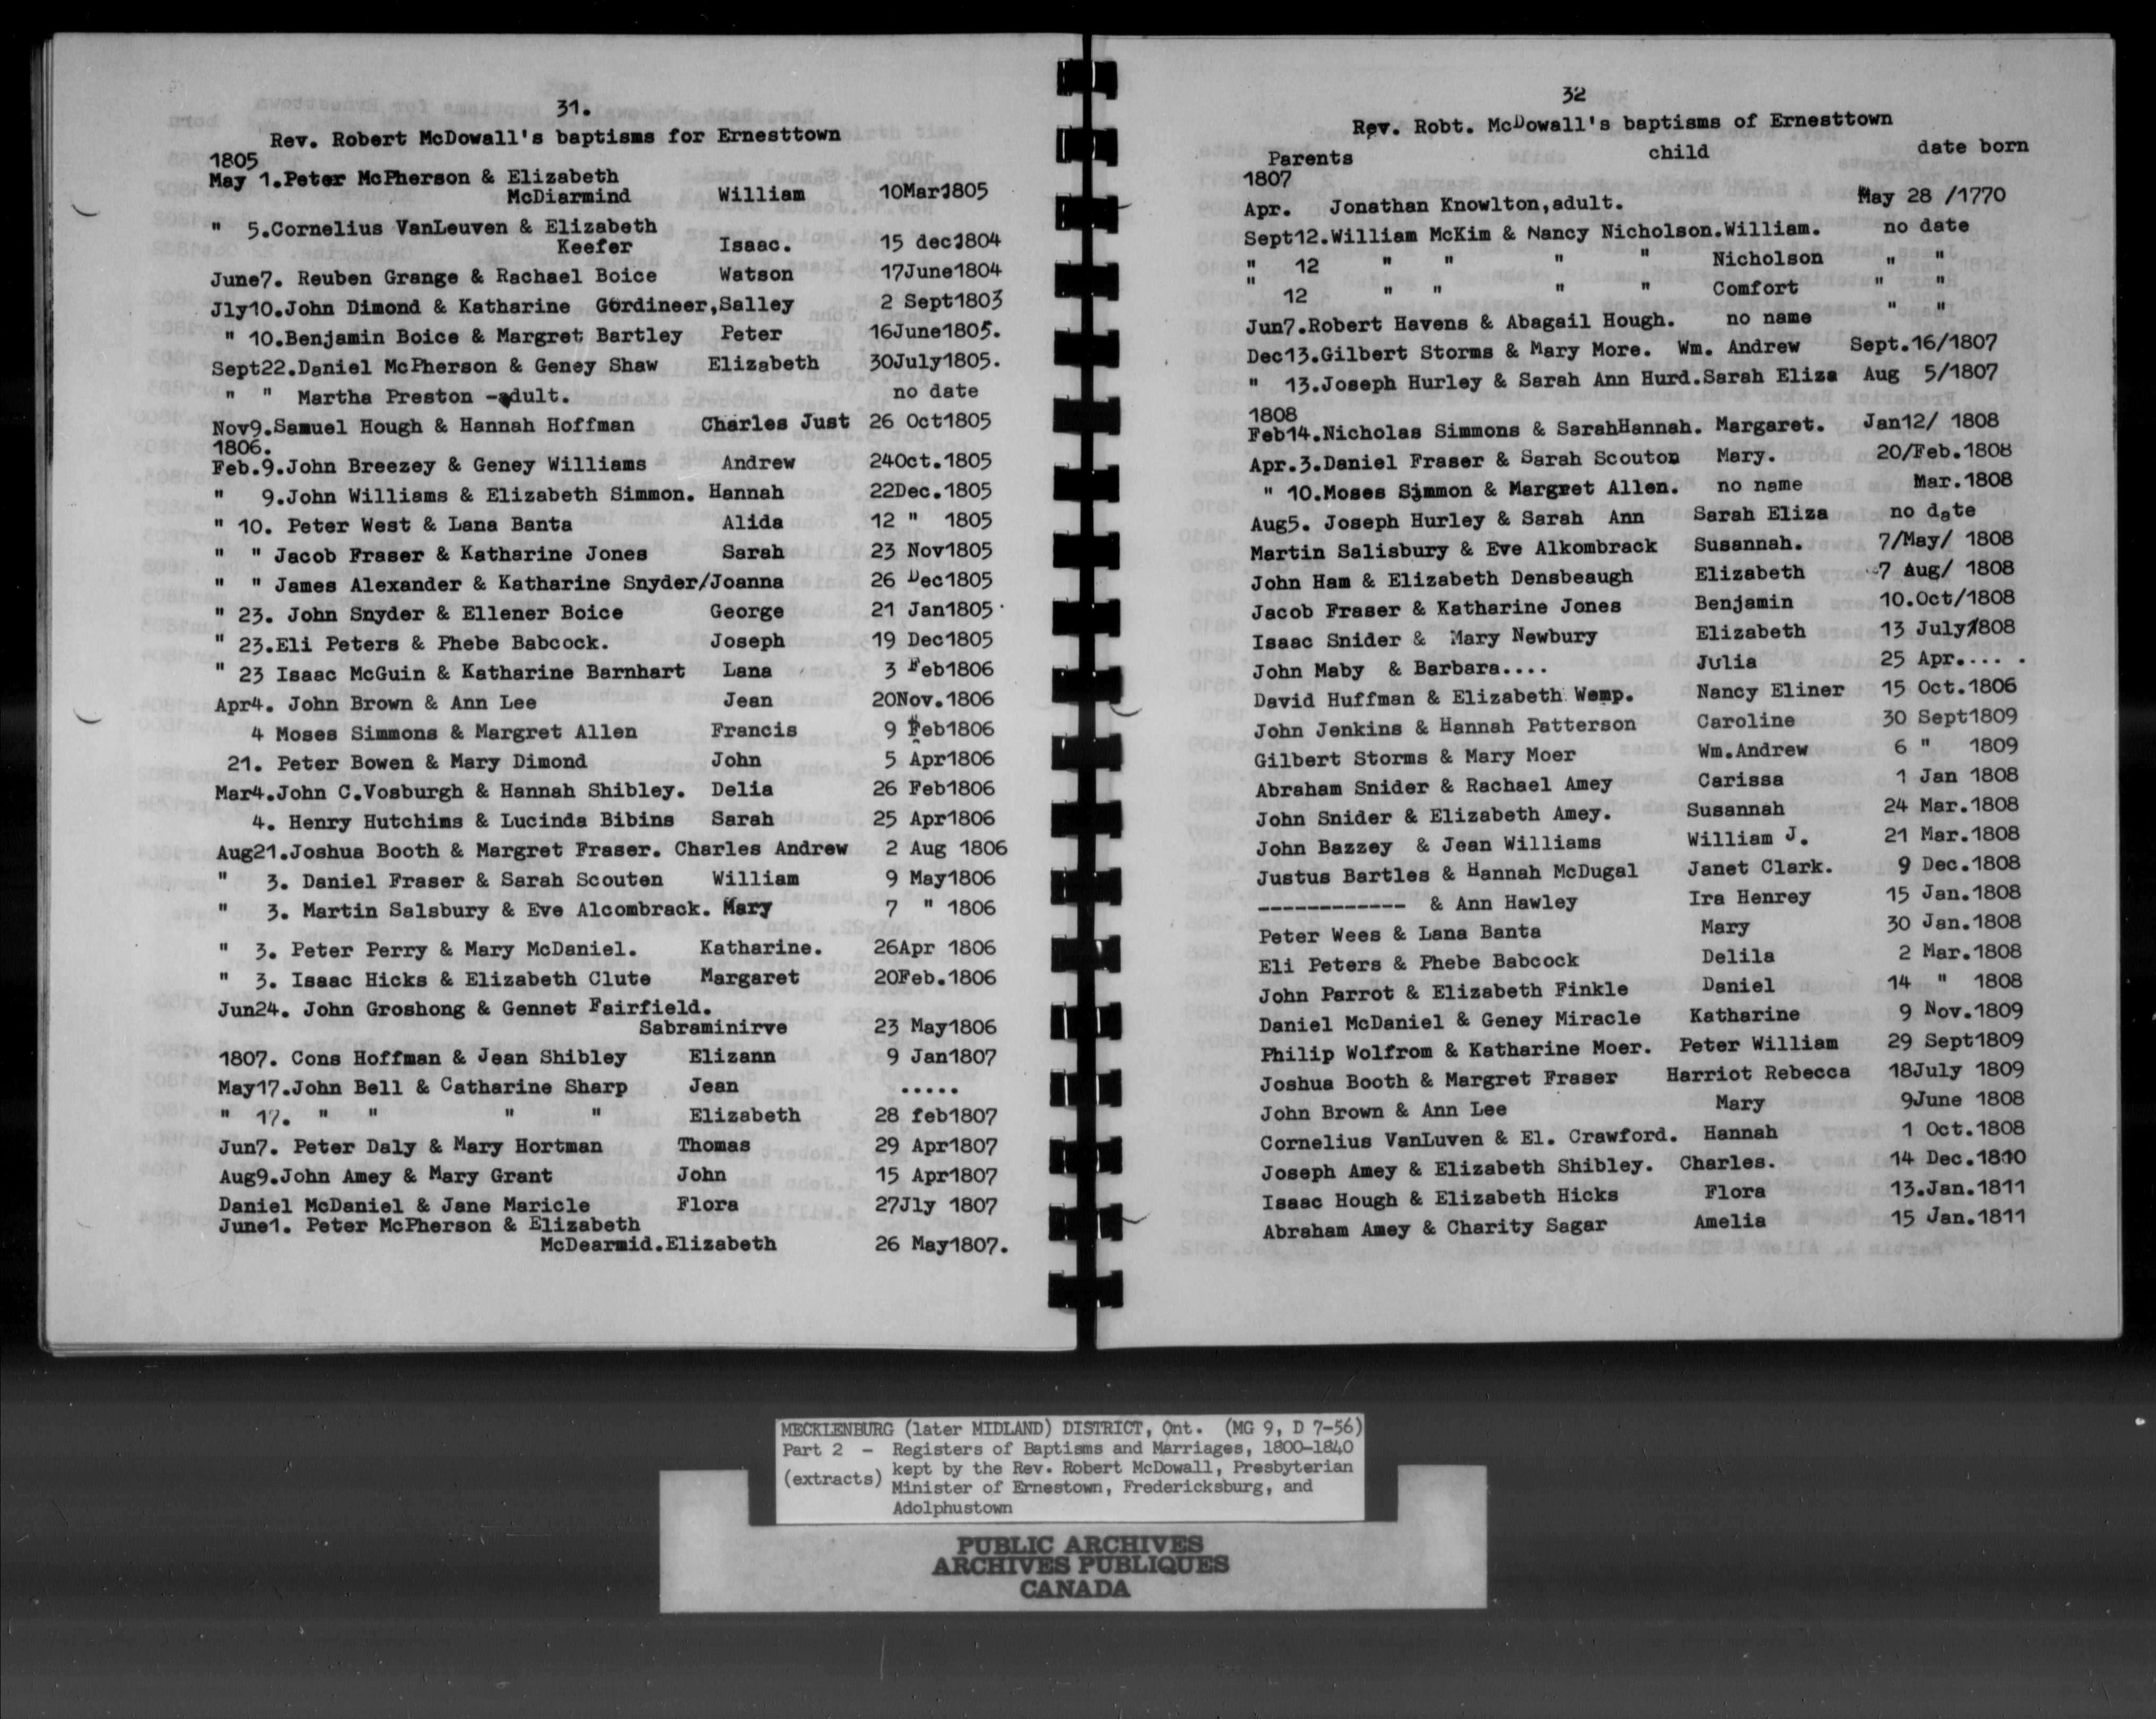 31.
Rev. Robert McDowall's baptisms for Ernesttown
1805
May 1.Peter McPherson & Elizabeth
McDiarmind William 10Mar.1805
" 5.Cornelius VanLeuven & Elizabeth
Keefer Isaac. 15 dec.1804
June7. Reuben Grange & Rachael Boice Watson 17June1804
Jly10.John Dimond & Katharine Gordineer,Salley 2 Sept1803
" 10.Benjamin Boice & Margret Bartley Peter 16June1805.
Sept22.Daniel McPherson & Geney Shaw Elizabeth 30July1805.
" " Martha Preston -adult. no date
Nov9.Samuel Hough & Hannah Hoffman Charles Just 26 Oct1805
1806.
Feb.9.John Breezey & Geney Williams Andrew 24Oct.1805
" 9.John Williams & Elizabeth Simmon. Hannah 22Dec.1805
" 10. Peter West & Lana Banta Alida 12 " 1805
" " Jacob Fraser & Katharine Jones Sarah 23 Nov1805
" " James Alexander & Katharine Snyder/Joanna 26 Dec1805
" 23. John Snyder & Ellener Boice George 21 Jan1805
" 23.Eli Peters & Phebe Babcock. Joseph 19 Dec1805
" 23 Isaac McGuin & Katharine Barnhart Lana 3 Feb1806
Apr4. John Brown & Ann Lee Jean 20Nov.1806
4 Moses Simmons & Margret Allen Francis 9 Feb1806
21. Peter Bowen & Mary Dimond John 5 Apr1806
Mar4.John C.Vosburgh & Hannah Shibley. Delia 26 Feb1806
4. Henry Hutchins & Lucinda Bibins Sarah 25 Apr1806
Aug21.Joshua Booth & Margret Fraser. Charles Andrew 2 Aug 1806
" 3. Daniel Fraser & Sarah Scouten William 9 May1806
" 3. Martin Salsbury & Eve Alcombrack. Mary 7 " 1806
" 3. Peter Perry & Mary McDaniel. Katharine. 26Apr 1806
" 3. Isaac Hicks & Elizabeth Clute Margaret 20Feb.1806
Jun24. John Groshong & Gennet Fairfield.
Sabraminirve 23 May1806
1807. Cons Hoffman & Jean Shibley Elizann 9 Jan1807
May17.John Bell & Catharine Sharp Jean .....
" 17. " " " " Elizabeth 28 feb1807
Jun7. Peter Daly & Mary Hortman Thomas 29 Apr1807
Aug9.John Amey & Mary Grant John 15 Apr1807
Daniel McDaniel & Jane Maricle Flora 27Jly 1807
June1. Peter McPherson & Elizabeth
McDearmid.Elizabeth 26 May1807.
32
Rev. Robt. McDowall's baptisms of Ernesttown
Parents child date born
1807
Apr. Jonathan Knowlton,adult. May 28 /1770
Sept12.William McKim & Nancy Nicholson.William. no date
" 12 " " " " Nicholson " "
" 12 " " " " Comfort " "
Jun7.Robert Havens & Abagail Hough. no name " "
Dec13.Gilbert Storms & Mary More. Wm. Andrew Sept.16/1807
" 13.Joseph Hurley & Sarah Ann Hurd.Sarah Eliza Aug 5/1807
1808
Feb14.Nicholas Simmons & SarahHannah. Margaret. Jan12/ 1808
Apr.3.Daniel Fraser & Sarah Scouton Mary. 20/Feb.1808
" 10.Moses Simmon & Margret Allen. no name Mar.1808
Aug5. Joseph Hurley & Sarah Ann Sarah Eliza no date
Martin Salisbury & Eve Alkombrack Susannah. 7/May/ 1808
John Ham & Elizabeth Densbeaugh Elizabeth 7 Aug/ 1808
Jacob Fraser & Katharine Jones Benjamin 10.Oct/1808
Isaac Snider & Mary Newbury Elizabeth 13 July/1808
John Maby & Barbara.... Julia 25 Apr.... .
David Huffman & Elizabeth Wemp. Nancy Eliner 15 Oct.1806
John Jenkins & Hannah Patterson Caroline 30 Sept1809
Gilbert Storms & Mary Moer Wm.Andrew 6 " 1809
Abraham Snider & Rachael Amey Carissa 1 Jan 1808
John Snider & Elizabeth Amey. Susannah 24 Mar.1808
John Bazzey & Jean Williams William J. 21 Mar.1808
Justus Bartles & Hannah McDugal Janet Clark. 9 Dec.1808
------------ & Ann Hawley Ira Henrey 15 Jan.1808
Peter Wees & Lana Banta Mary 30 Jan.1808
Eli Peters & Phebe Babcock Delila 2 Mar.1808
John Parrot & Elizabeth Finkle Daniel 14 " 1808
Daniel McDaniel & Geney Miracle Katharine 9 Nov.1809
Philip Wolfrom & Katharine Moer. Peter William 29 Sept1809
Joshua Booth & Margret Fraser Harriot Rebecca 18July 1809
John Brown & Ann Lee Mary 9June 1808
Cornelius VanLuven & El. Crawford. Hannah 1 Oct.1808
Joseph Amey & Elizabeth Shibley. Charles. 14 Dec.1810
Isaac Hough & Elizabeth Hicks Flora 13.Jan.1811
Abraham Amey & Charity Sagar Amelia 15 Jan.1811
MECKLENBURG (later MIDLAND) DISTRICT, Ont. (MG 9, D 7-56)
Part 2 - Registers of Baptisms and Marriages, 1800-1840
(extracts) kept by the Rev. Robert McDowall, Presbyterian
Minister of Ernestown, Fredericksburg, and
Adolphustown
PUBLIC ARCHIVES
ARCHIVES PUBLIQUES
CANADA